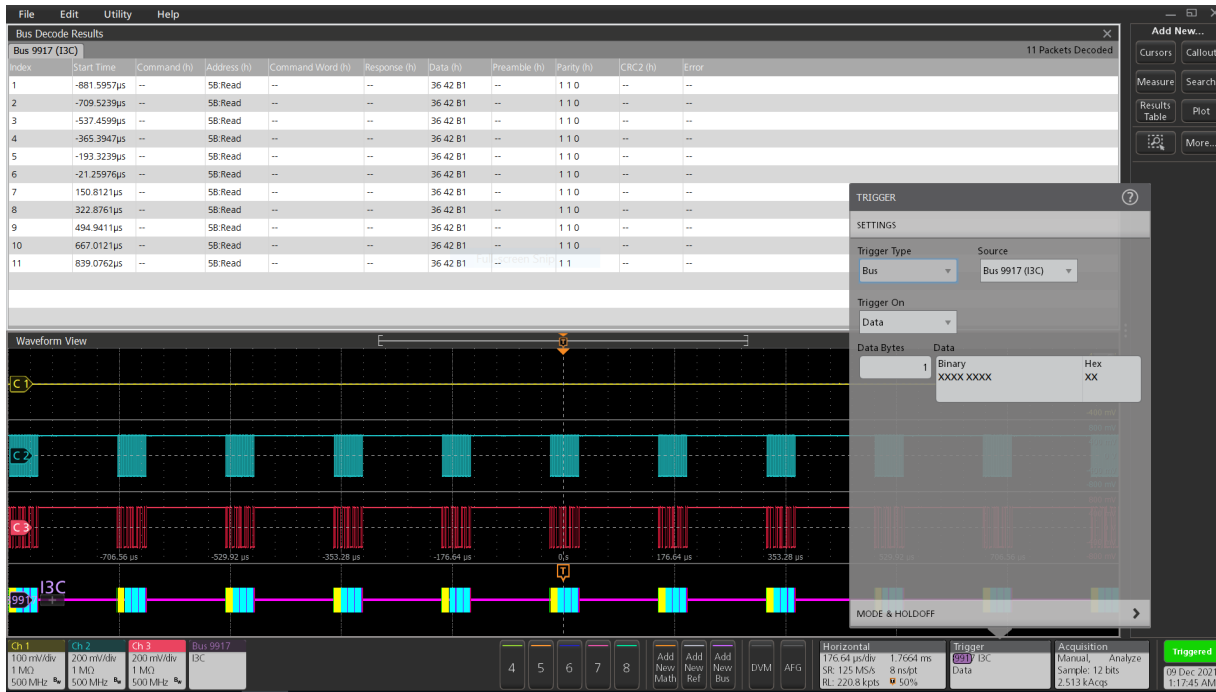 File Edit Utility Help
Bus Decode Results
Bus 9917 (I3C) 11 Packets Decoded
Index Start Time Command (h) Address (h) Command Word (h) Response (h) Data (h) Preamble (h) Parity (h) CRC2 (h) Error
1 -881.5957µs -- 5B:Read -- -- 36 42 B1 -- 1 1 0 -- --
2 -709.5239µs -- 5B:Read -- -- 36 42 B1 -- 1 1 0 -- --
3 -537.4599µs -- 5B:Read -- -- 36 42 B1 -- 1 1 0 -- --
4 -365.3947µs -- 5B:Read -- -- 36 42 B1 -- 1 1 0 -- --
5 -193.3239µs -- 5B:Read -- -- 36 42 B1 -- 1 1 0 -- --
6 -21.25976µs -- 5B:Read -- -- 36 42 B1 -- 1 1 0 -- --
7 150.8121µs -- 5B:Read -- -- 36 42 B1 -- 1 1 0 -- --
8 322.8761µs -- 5B:Read -- -- 36 42 B1 -- 1 1 0 -- --
9 494.9411µs -- 5B:Read -- -- 36 42 B1 -- 1 1 0 -- --
10 667.0121µs -- 5B:Read -- -- 36 42 B1 -- 1 1 0 -- --
11 839.0762µs -- 5B:Read -- -- 36 42 B1 -- 1 1 -- --
Full-screen Snip
Add New...
Cursors Callout
Measure Search
Results Table Plot
More...
TRIGGER
SETTINGS
Trigger Type Source
Bus Bus 9917 (I3C)
Trigger On
Data
Data Bytes Data
1 Binary Hex
XXXX XXXX XX
MODE & HOLDOFF
Waveform View
C 1
C 2
C 3
-706.56 µs -529.92 µs -353.28 µs -176.64 µs 0 s 176.64 µs 353.28 µs
T
I3C
991
Ch 1
100 mV/div
1 MΩ
500 MHz Bw
Ch 2
200 mV/div
1 MΩ
500 MHz Bw
Ch 3
200 mV/div
1 MΩ
500 MHz Bw
Bus 9917
I3C
4 5 6 7 8
Add New Math
Add New Ref
Add New Bus
DVM AFG
Horizontal
176.64 µs/div 1.7664 ms
SR: 125 MS/s 8 ns/pt
RL: 220.8 kpts 50%
Trigger
991 I3C
Data
Acquisition
Manual, Analyze
Sample: 12 bits
2.513 kAcqs
Triggered
09 Dec 2021
1:17:45 AM